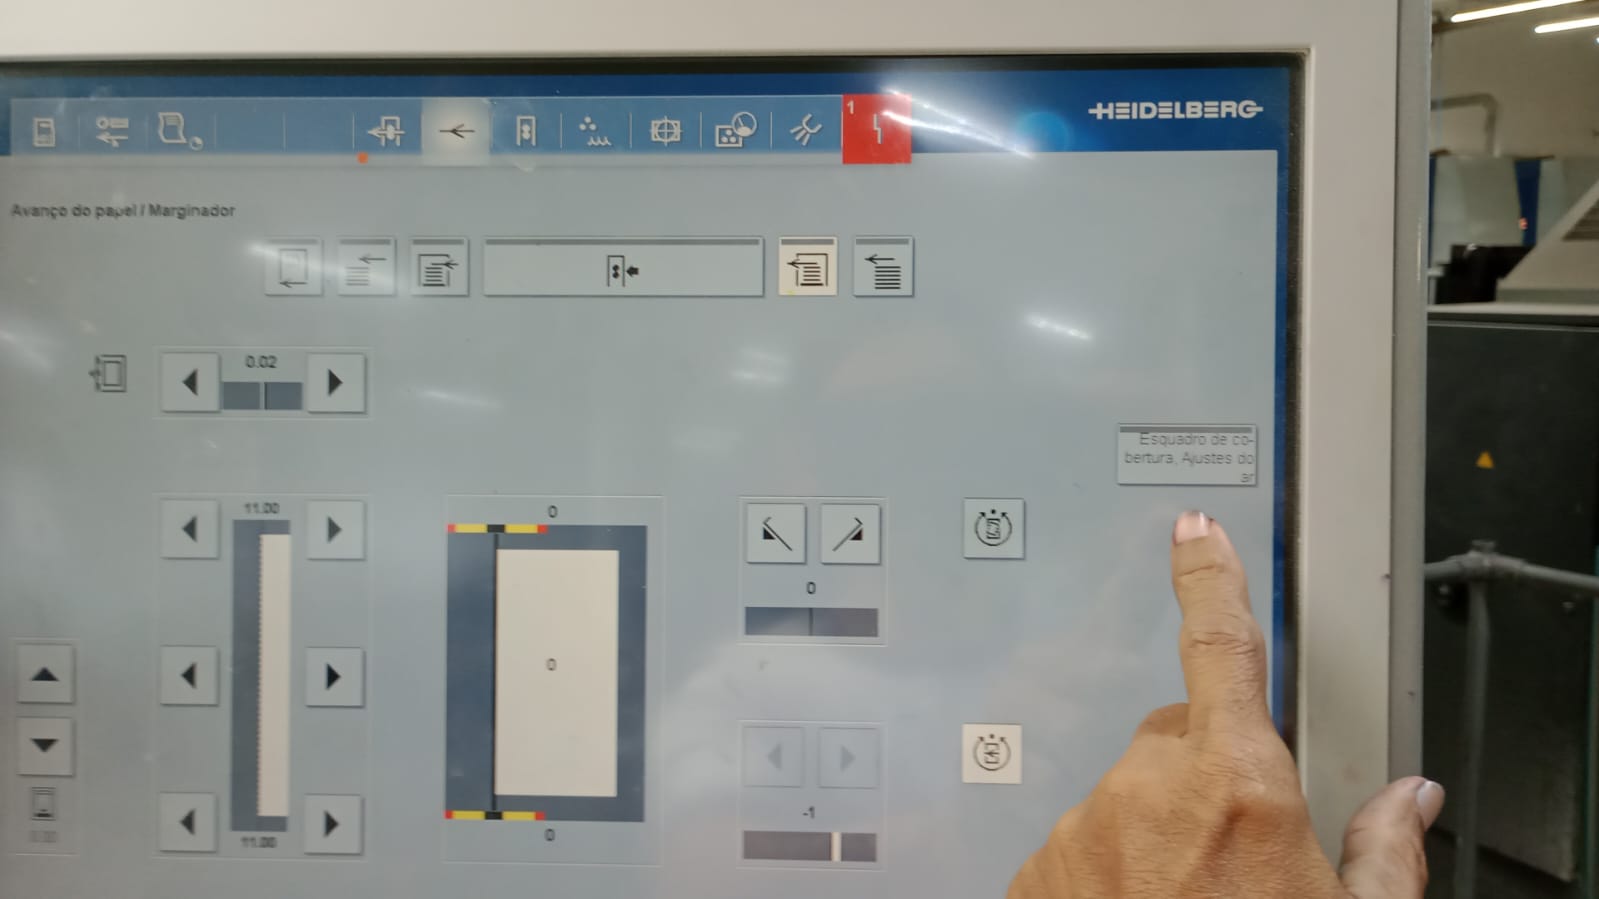 HEIDELBERG
1
Avanço do papel / Marginador
0.02
Esquadro de co-
bertura, Ajustes do
ar
11.00
0
0
0
-1
11.00
0